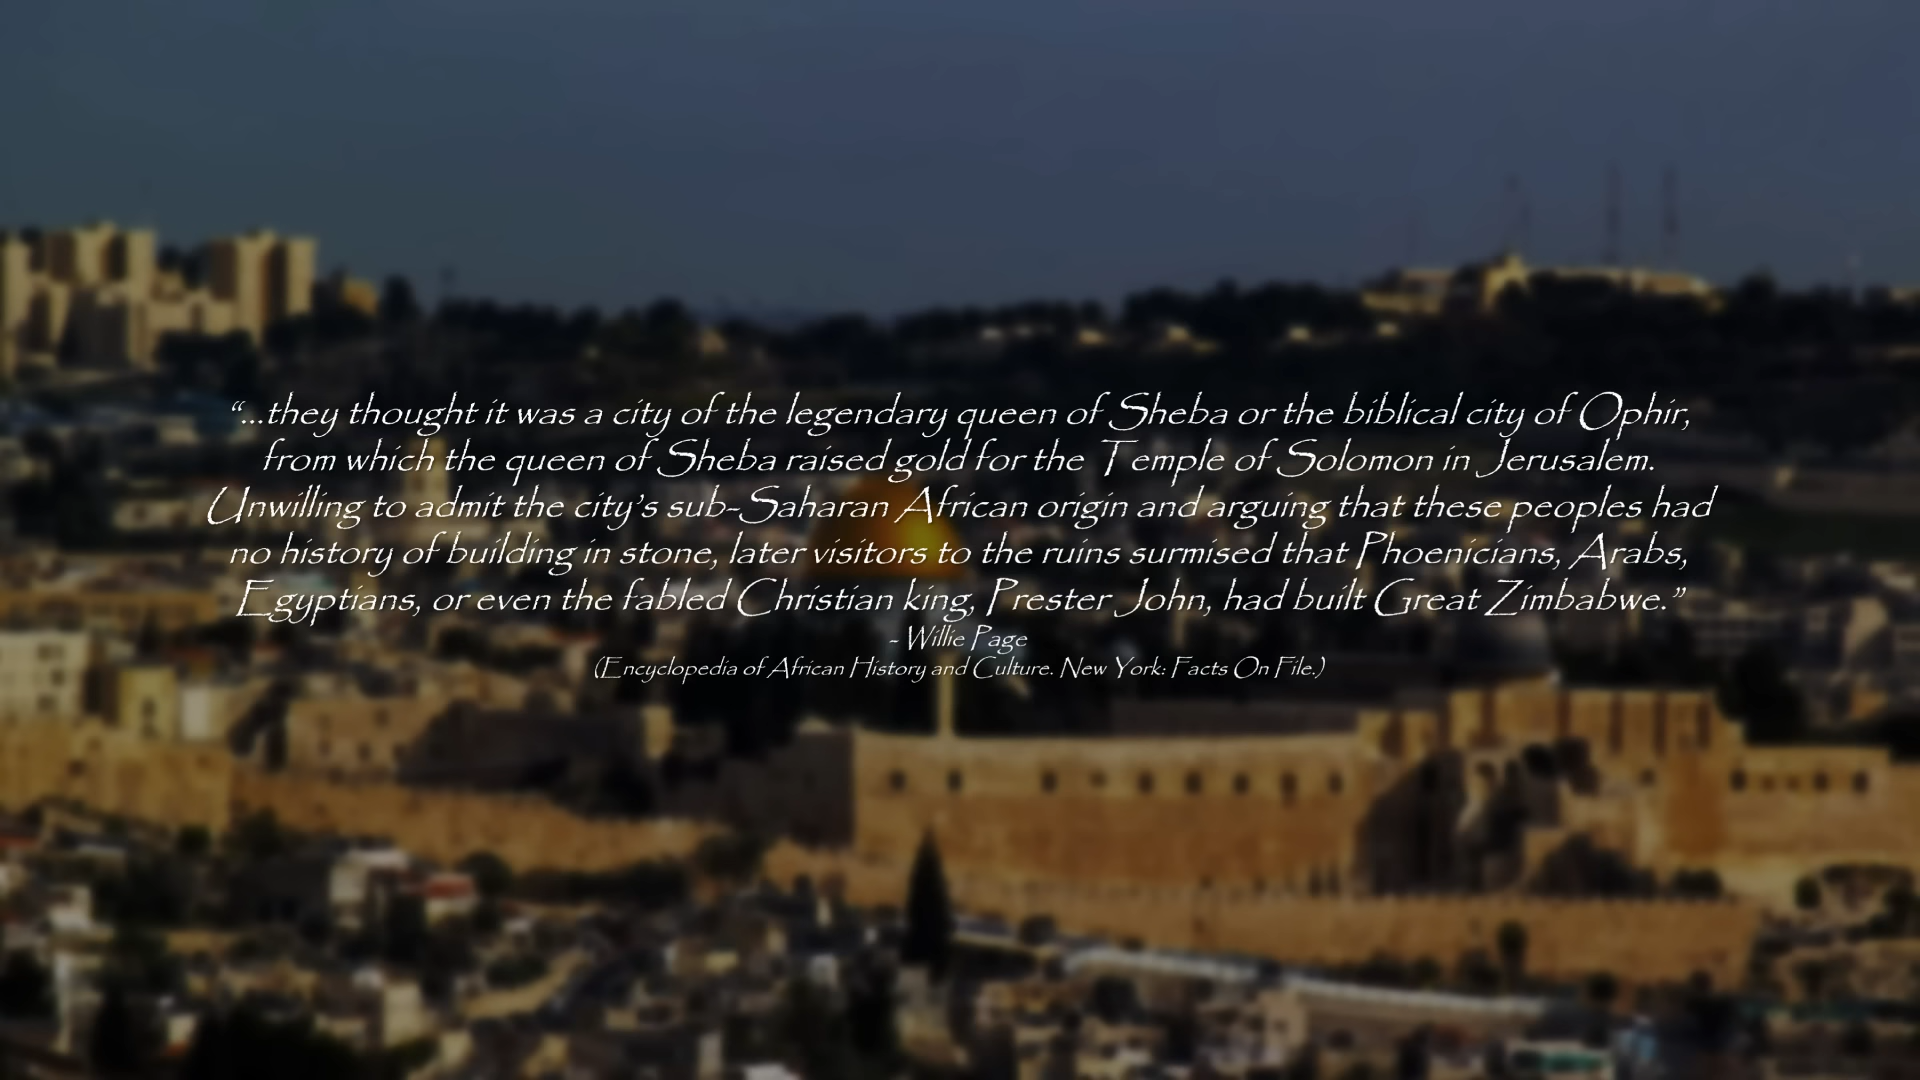 “...they thought it was a city of the legendary queen of Sheba or the biblical city of Ophir,
from which the queen of Sheba raised gold for the Temple of Solomon in Jerusalem.
Unwilling to admit the city’s sub-Saharan African origin and arguing that these peoples had
no history of building in stone, later visitors to the ruins surmised that Phoenicians, Arabs,
Egyptians, or even the fabled Christian king, Prester John, had built Great Zimbabwe.”
- Willie Page
(Encyclopedia of African History and Culture. New York: Facts On File.)